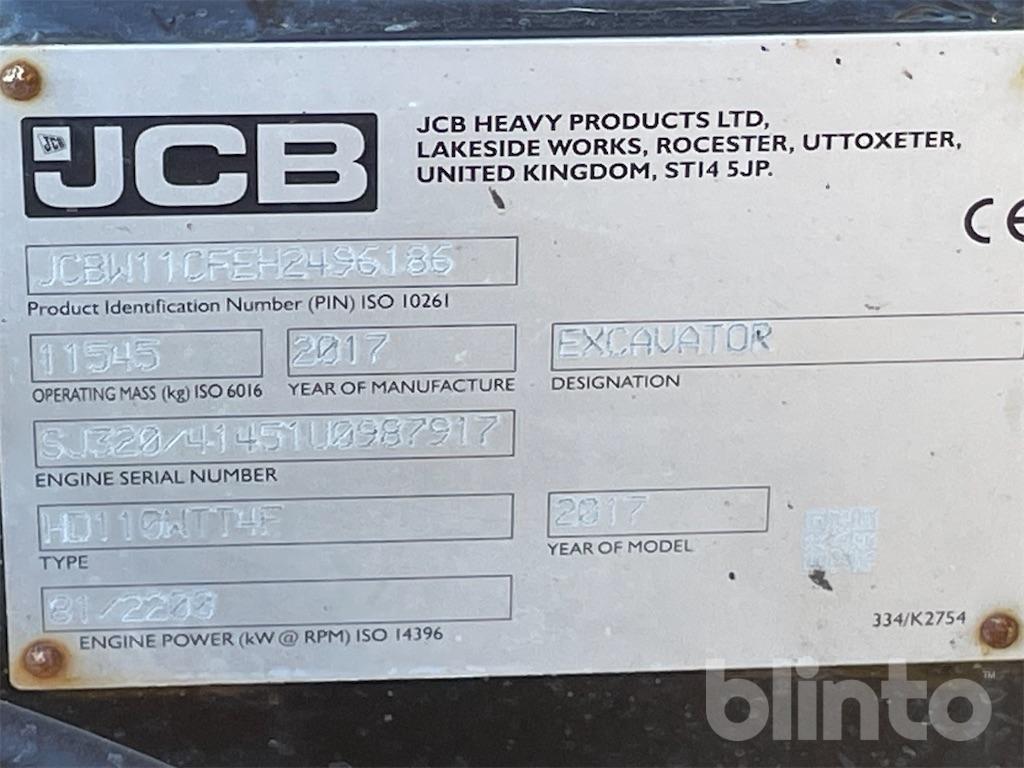 JCB
JCB
JCB HEAVY PRODUCTS LTD,
LAKESIDE WORKS, ROCESTER, UTTOXETER,
UNITED KINGDOM, ST14 5JP.
CE
JCBW11CFEH2496186
Product Identification Number (PIN) ISO 10261
11545
OPERATING MASS (kg) ISO 6016
2017
YEAR OF MANUFACTURE
EXCAVATOR
DESIGNATION
SJ320/41451U0987917
ENGINE SERIAL NUMBER
HD110WTT4F
TYPE
2017
YEAR OF MODEL
81/2200
ENGINE POWER (kW @ RPM) ISO 14396
334/K2754
blinto™